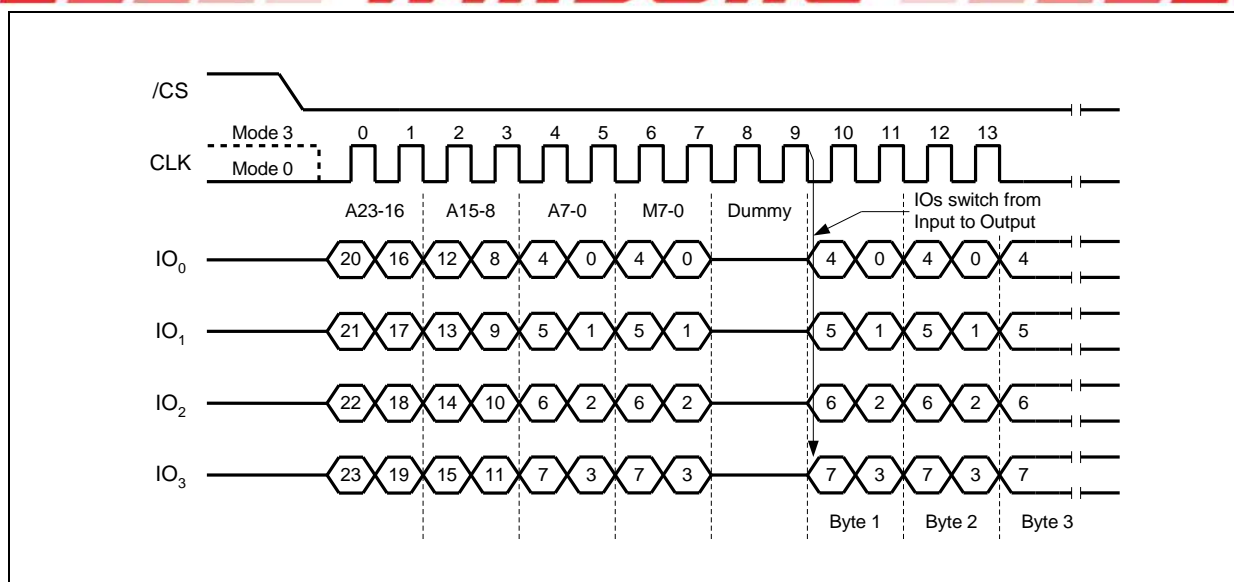 /CS
Mode 3 0 1 2 3 4 5 6 7 8 9 10 11 12 13
CLK
Mode 0
A23-16 A15-8 A7-0 M7-0 Dummy
IOs switch from
Input to Output
IO0 20 16 12 8 4 0 4 0 4 0 4 0 4
IO1 21 17 13 9 5 1 5 1 5 1 5 1 5
IO2 22 18 14 10 6 2 6 2 6 2 6 2 6
IO3 23 19 15 11 7 3 7 3 7 3 7 3 7
Byte 1 Byte 2 Byte 3